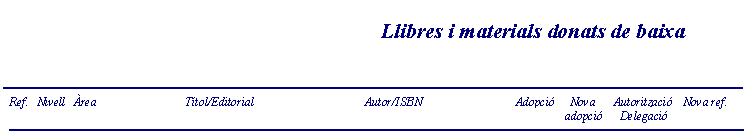 Llibres i materials donats de baixa
Ref. Nivell Àrea Títol/Editorial Autor/ISBN Adopció Nova Autorització Nova ref.
adopció Delegació